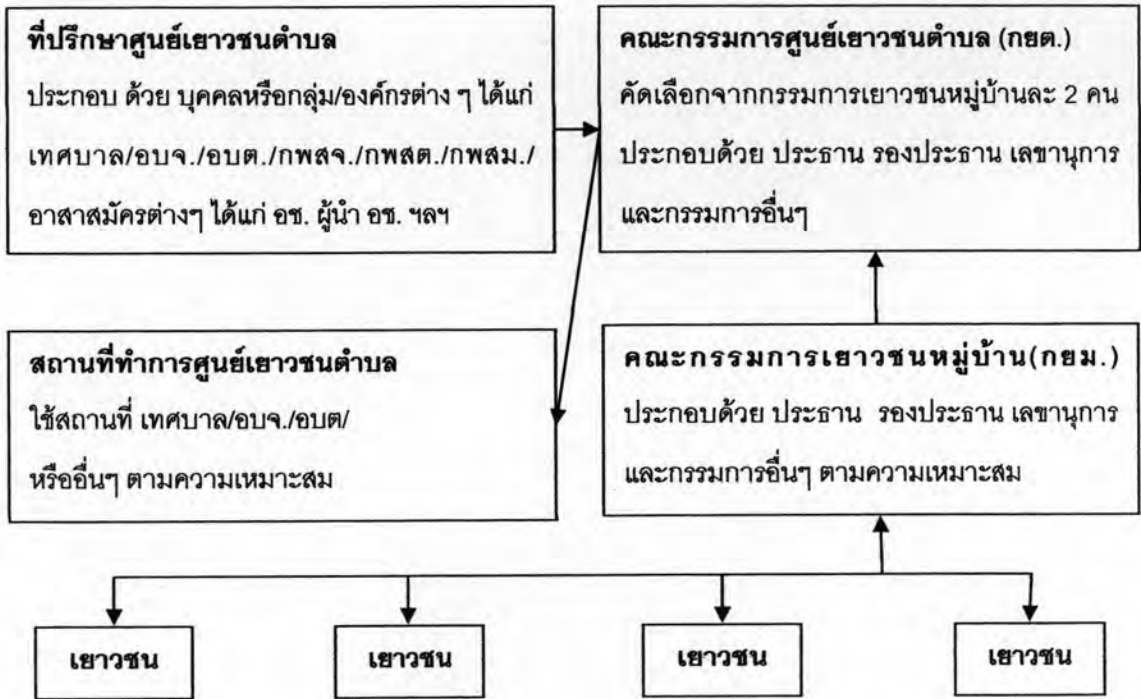 ที่ปรึกษาศูนย์เยาวชนตำบล
ประกอบ ด้วย บุคคลหรือกลุ่ม/องค์กรต่าง ๆ ได้แก่
เทศบาล/อบจ./อบต./กพสจ./กพสต./กพสม./
อาสาสมัครต่างๆ ได้แก่ อช. ผู้นำ อช. ฯลฯ
คณะกรรมการศูนย์เยาวชนตำบล (กยต.)
คัดเลือกจากกรรมการเยาวชนหมู่บ้านละ 2 คน
ประกอบด้วย ประธาน รองประธาน เลขานุการ
และกรรมการอื่นๆ
สถานที่ทำการศูนย์เยาวชนตำบล
ใช้สถานที่ เทศบาล/อบจ./อบต/
หรืออื่นๆ ตามความเหมาะสม
คณะกรรมการเยาวชนหมู่บ้าน(กยม.)
ประกอบด้วย ประธาน รองประธาน เลขานุการ
และกรรมการอื่นๆ ตามความเหมาะสม
เยาวชน
เยาวชน
เยาวชน
เยาวชน